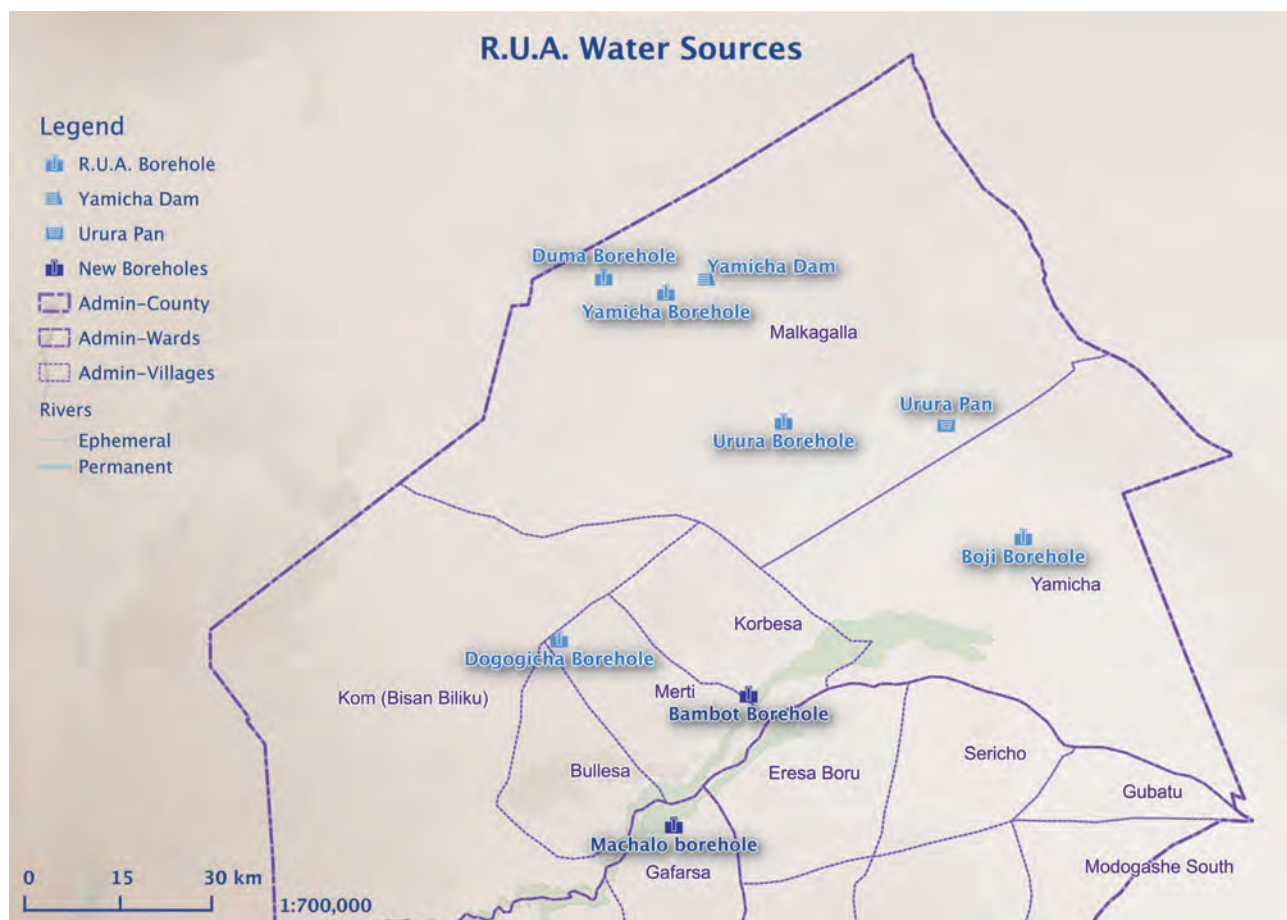 R.U.A. Water Sources
Legend
R.U.A. Borehole
Yamicha Dam
Urura Pan
New Boreholes
Admin-County
Admin-Wards
Admin-Villages
Rivers
Ephemeral
Permanent
Duma Borehole
Yamicha Dam
Yamicha Borehole
Malkagalla
Urura Pan
Urura Borehole
Boji Borehole
Yamicha
Korbesa
Dogogicha Borehole
Kom (Bisan Biliku)
Merti
Bambot Borehole
Sericho
Bullesa
Eresa Boru
Gubatu
Machalo borehole
Gafarsa
Modogashe South
0 15 30 km
1:700,000